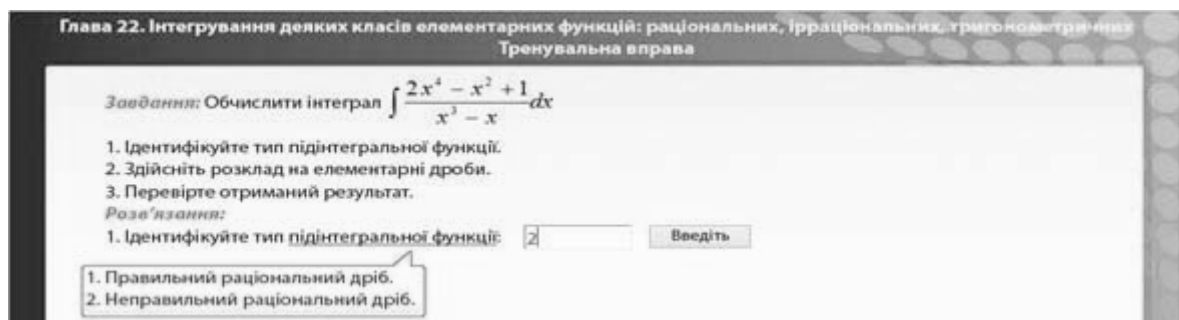 Глава 22. Інтегрування деяких класів елементарних функцій: раціональних, ірраціональних, тригонометричних
Тренувальна вправа
Завдання: Обчислити інтеграл ∫ (2x⁴ − x² + 1)/(x³ − x) dx
1. Ідентифікуйте тип підінтегральної функції.
2. Здійсніть розклад на елементарні дроби.
3. Перевірте отриманий результат.
Розв'язання:
1. Ідентифікуйте тип підінтегральної функції: 2 Введіть
1. Правильний раціональний дріб.
2. Неправильний раціональний дріб.